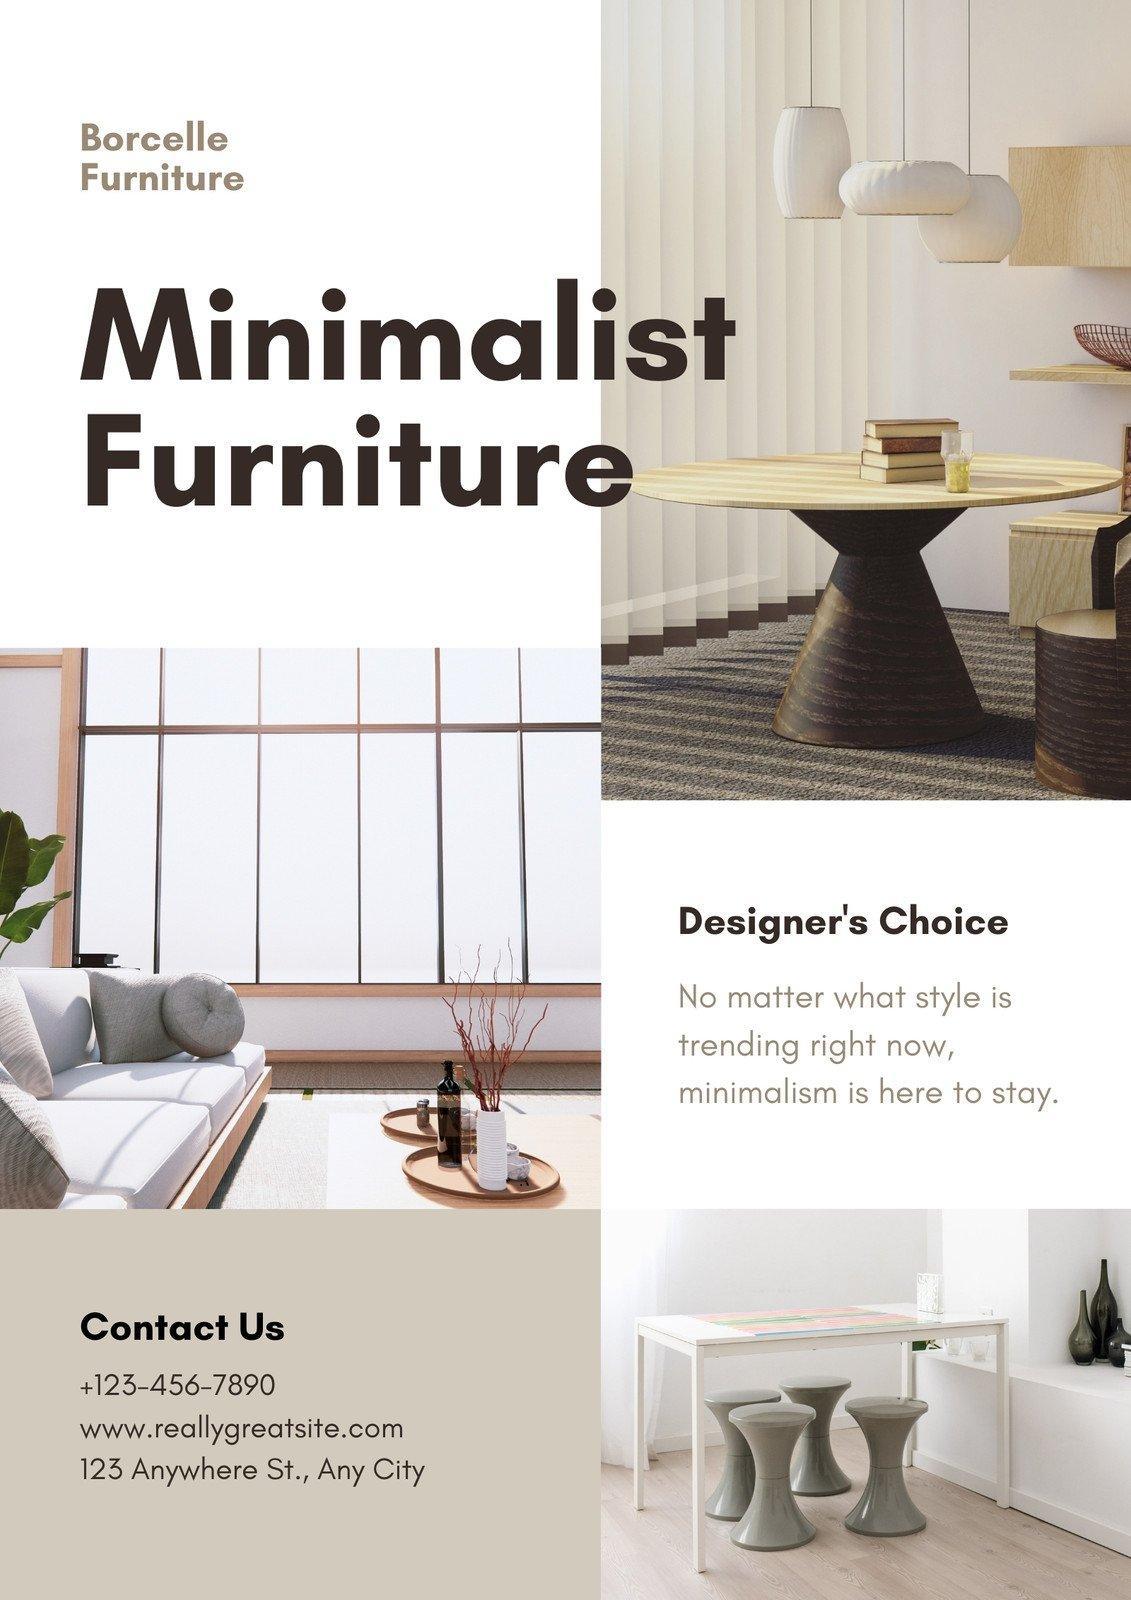 Borcelle
Furniture
Minimalist
Furniture
Designer's Choice
No matter what style is
trending right now,
minimalism is here to stay.
Contact Us
+123-456-7890
www.reallygreatsite.com
123 Anywhere St., Any City